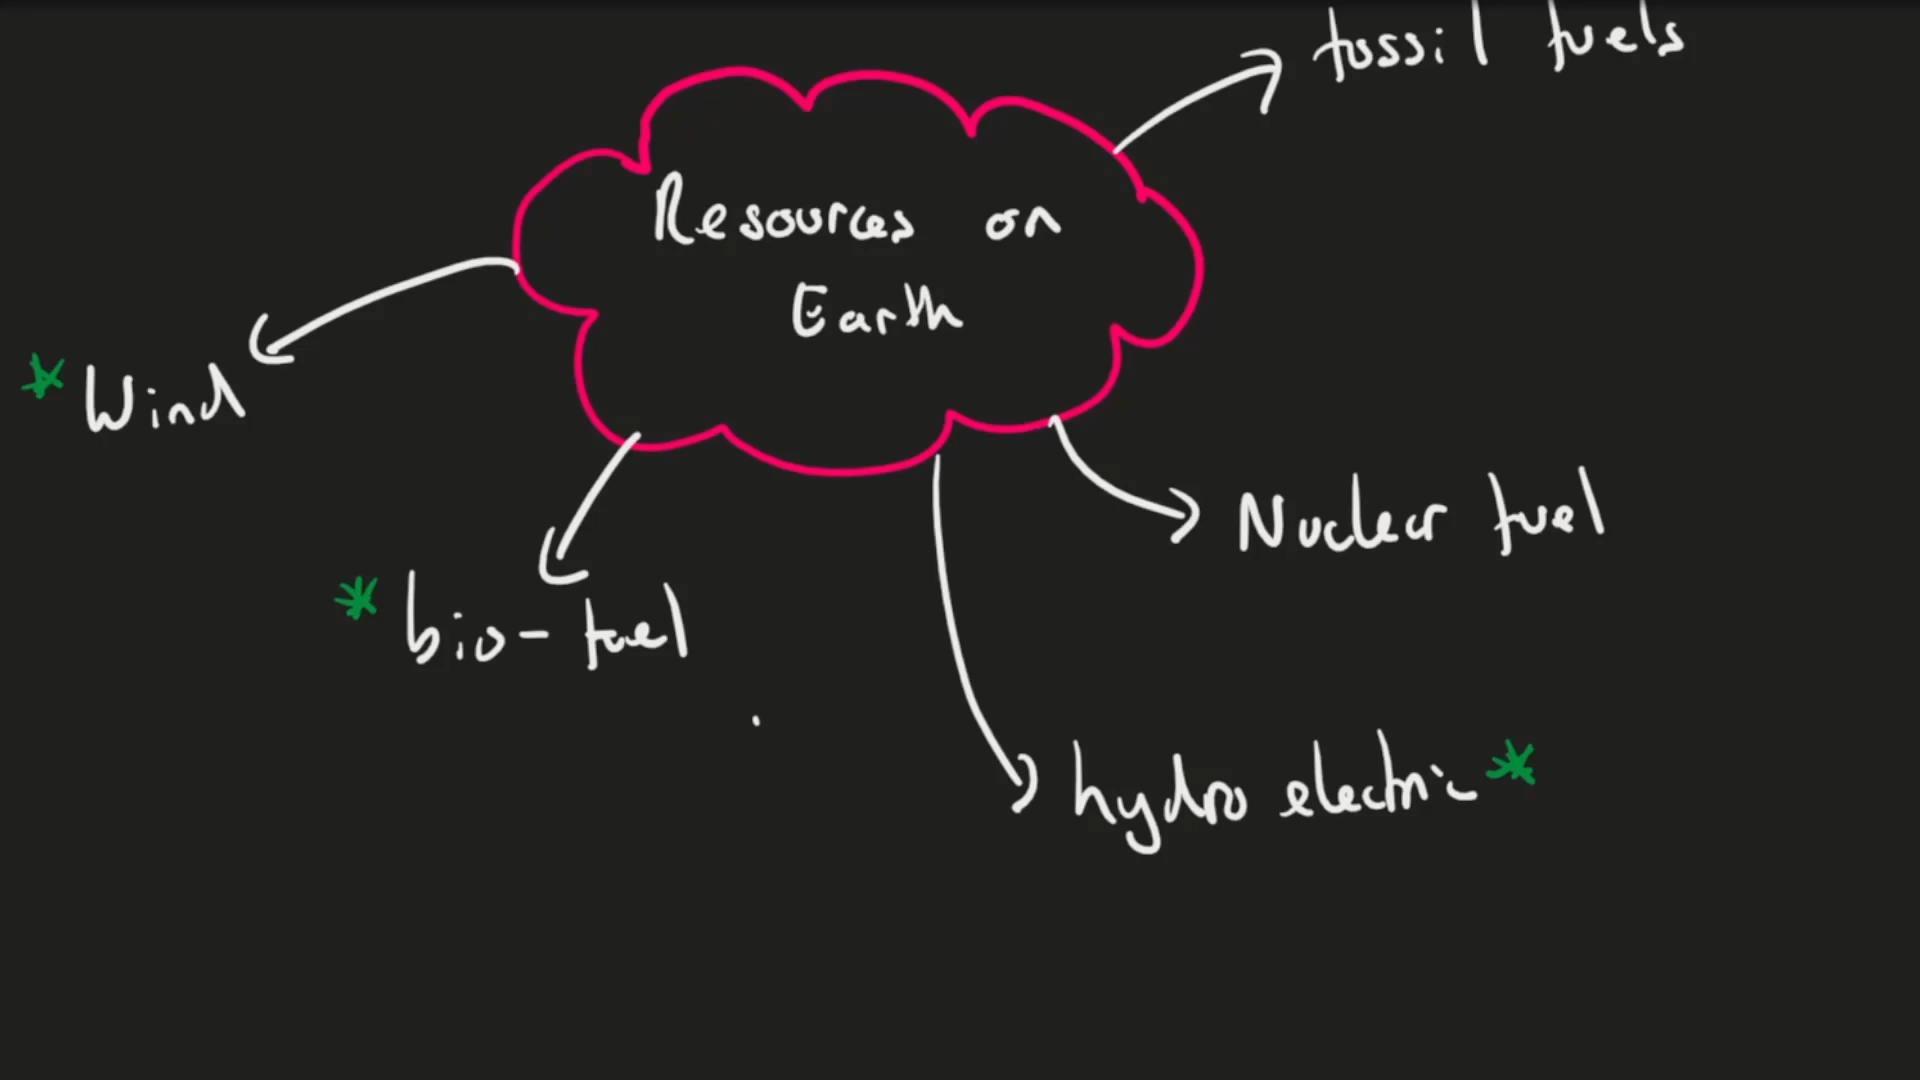 fossil fuels
Resources on
Earth
* Wind
Nuclear fuel
* bio-fuel
hydro electric *